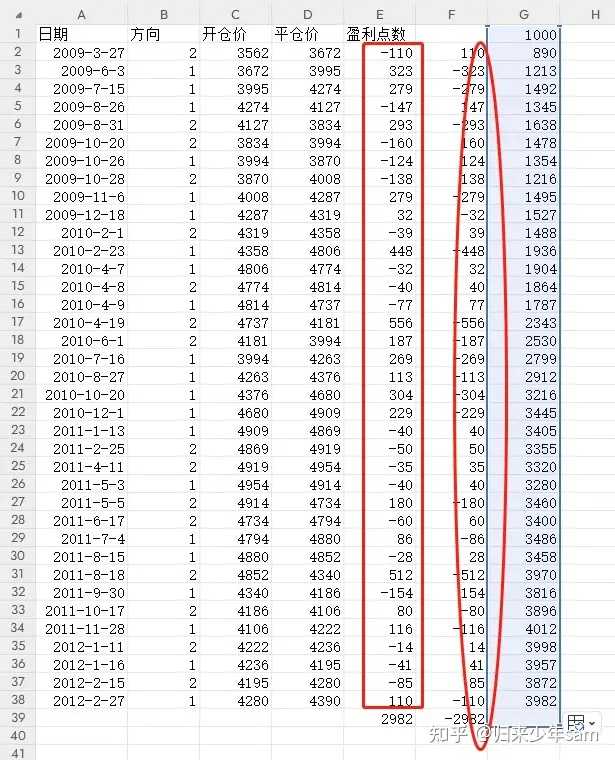 A B C D E F G H
1 日期 方向 开仓价 平仓价 盈利点数 1000
2 2009-3-27 2 3562 3672 -110 110 890
3 2009-6-3 1 3672 3995 323 -323 1213
4 2009-7-15 1 3995 4274 279 -279 1492
5 2009-8-26 1 4274 4127 -147 147 1345
6 2009-8-31 2 4127 3834 293 -293 1638
7 2009-10-20 2 3834 3994 -160 160 1478
8 2009-10-26 1 3994 3870 -124 124 1354
9 2009-10-28 2 3870 4008 -138 138 1216
10 2009-11-6 1 4008 4287 279 -279 1495
11 2009-12-18 1 4287 4319 32 -32 1527
12 2010-2-1 2 4319 4358 -39 39 1488
13 2010-2-23 1 4358 4806 448 -448 1936
14 2010-4-7 1 4806 4774 -32 32 1904
15 2010-4-8 2 4774 4814 -40 40 1864
16 2010-4-9 1 4814 4737 -77 77 1787
17 2010-4-19 2 4737 4181 556 -556 2343
18 2010-6-1 2 4181 3994 187 -187 2530
19 2010-7-16 1 3994 4263 269 -269 2799
20 2010-8-27 1 4263 4376 113 -113 2912
21 2010-10-20 1 4376 4680 304 -304 3216
22 2010-12-1 1 4680 4909 229 -229 3445
23 2011-1-13 1 4909 4869 -40 40 3405
24 2011-2-25 2 4869 4919 -50 50 3355
25 2011-4-11 2 4919 4954 -35 35 3320
26 2011-5-3 1 4954 4914 -40 40 3280
27 2011-5-5 2 4914 4734 180 -180 3460
28 2011-6-17 2 4734 4794 -60 60 3400
29 2011-7-4 1 4794 4880 86 -86 3486
30 2011-8-15 1 4880 4852 -28 28 3458
31 2011-8-18 2 4852 4340 512 -512 3970
32 2011-9-30 1 4340 4186 -154 154 3816
33 2011-10-17 2 4186 4106 80 -80 3896
34 2011-11-28 1 4106 4222 116 -116 4012
35 2012-1-11 2 4222 4236 -14 14 3998
36 2012-1-16 1 4236 4195 -41 41 3957
37 2012-2-15 2 4195 4280 -85 85 3872
38 2012-2-27 1 4280 4390 110 -110 3982
39 2982 -2982
40 知乎 @归来少年sam
41